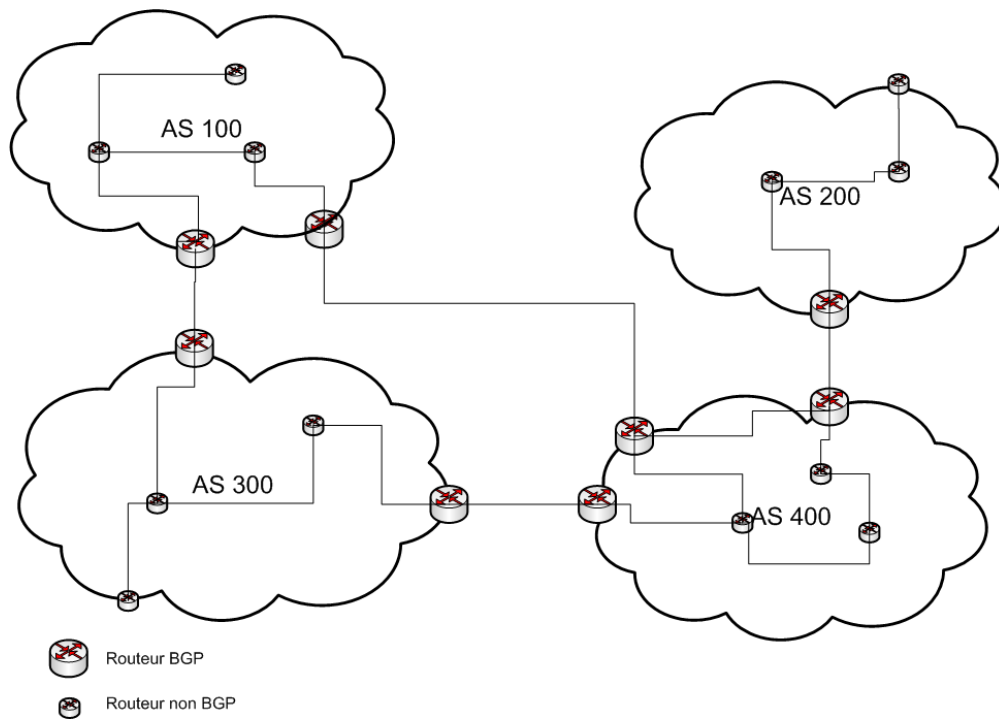 AS 100
AS 200
AS 300
AS 400
Routeur BGP
Routeur non BGP